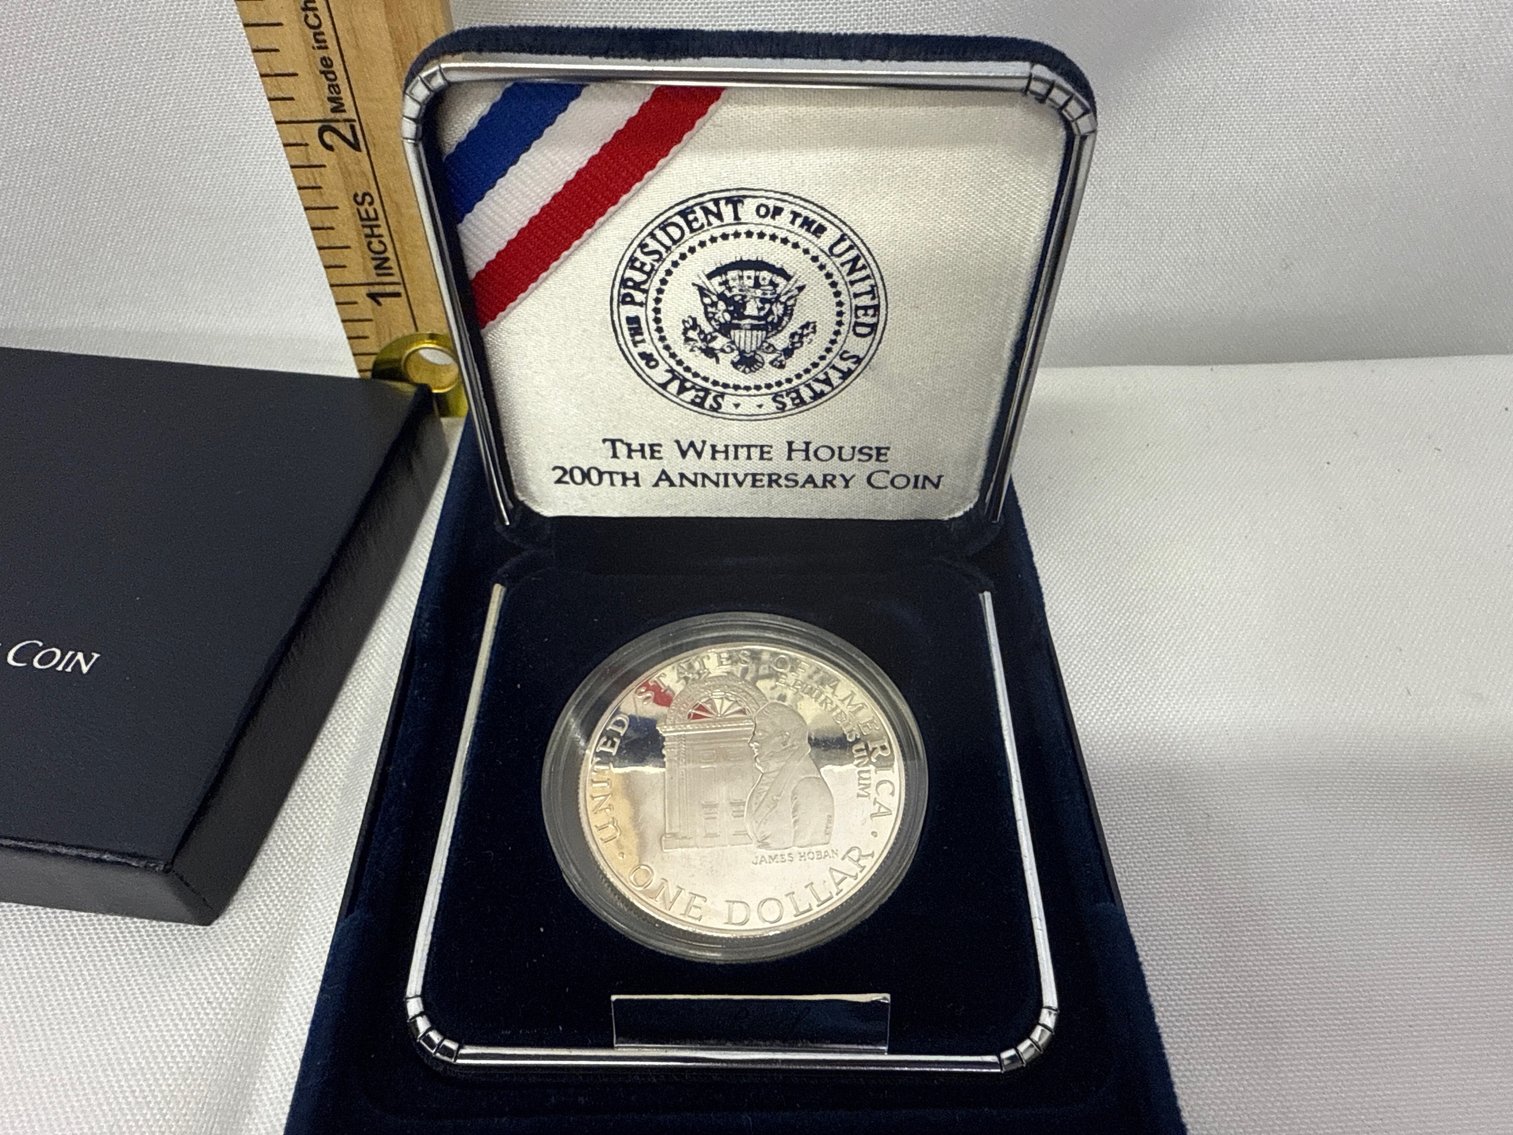 Made in Ch
2
1 INCHES
SEAL OF THE PRESIDENT OF THE UNITED STATES
THE WHITE HOUSE
200TH ANNIVERSARY COIN
COIN
UNITED STATES OF AMERICA
E PLURIBUS UNUM
JAMES HOBAN
ONE DOLLAR